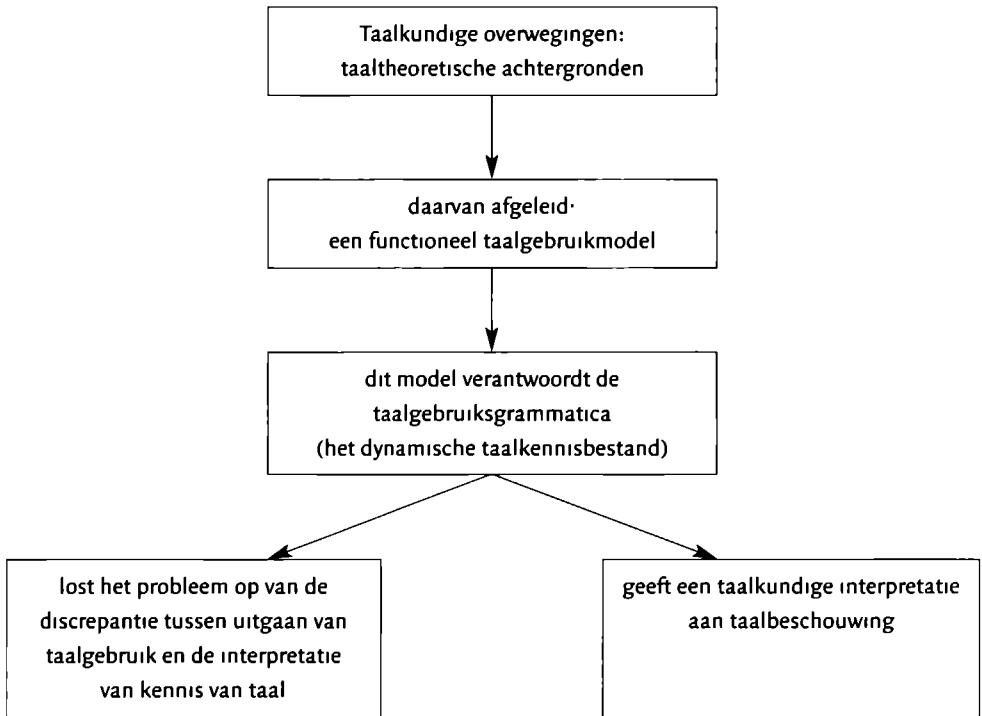 Taalkundige overwegingen:
taaltheoretische achtergronden
daarvan afgeleid·
een functioneel taalgebruikmodel
dit model verantwoordt de
taalgebruiksgrammatica
(het dynamische taalkennisbestand)
lost het probleem op van de
discrepantie tussen uitgaan van
taalgebruik en de interpretatie
van kennis van taal
geeft een taalkundige interpretatie
aan taalbeschouwing